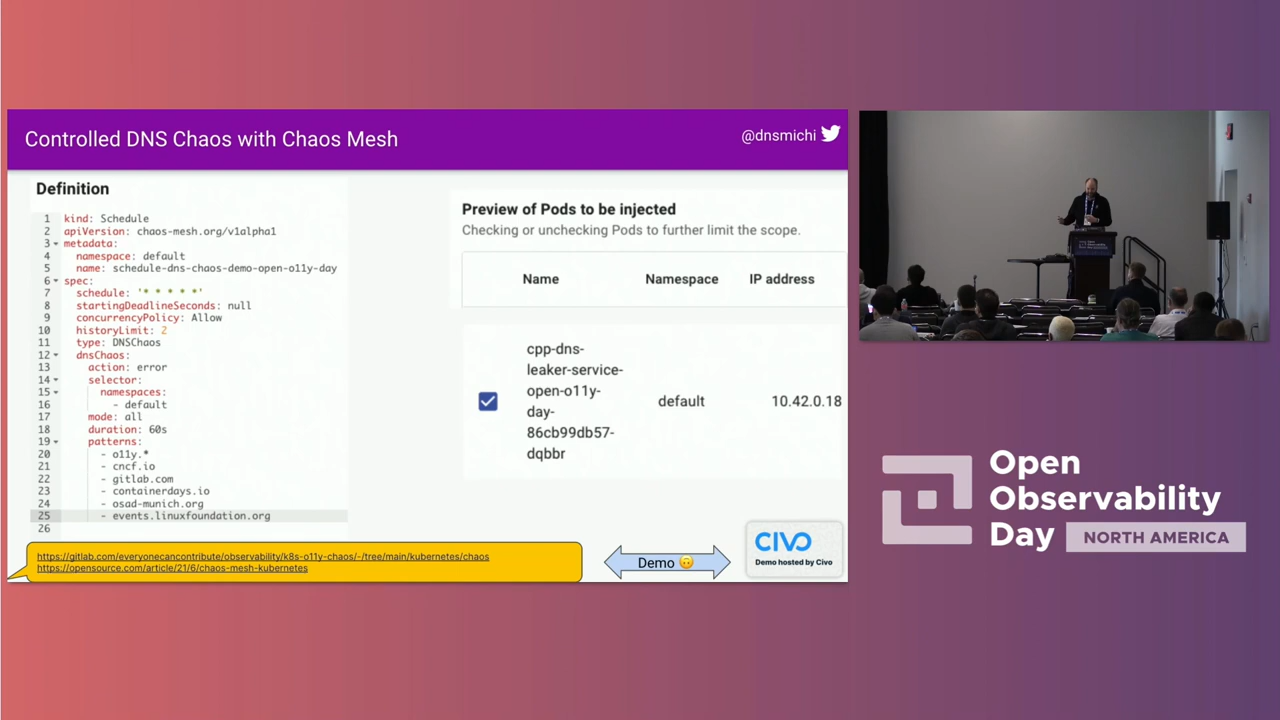 Controlled DNS Chaos with Chaos Mesh
@dnsmichi
Definition
1 kind: Schedule
2 apiVersion: chaos-mesh.org/v1alpha1
3 metadata:
4 namespace: default
5 name: schedule-dns-chaos-demo-open-o11y-day
6 spec:
7 schedule: '* * * * *'
8 startingDeadlineSeconds: null
9 concurrencyPolicy: Allow
10 historyLimit: 2
11 type: DNSChaos
12 dnsChaos:
13 action: error
14 selector:
15 namespaces:
16 - default
17 mode: all
18 duration: 60s
19 patterns:
20 - o11y.*
21 - cncf.io
22 - gitlab.com
23 - containerdays.io
24 - osad-munich.org
25 - events.linuxfoundation.org
26
Preview of Pods to be injected
Checking or unchecking Pods to further limit the scope.
Name Namespace IP address
cpp-dns-
leaker-service-
open-o11y-
day-
86cb99db57-
dqbbr
default
10.42.0.18
https://gitlab.com/everyonecancontribute/observability/k8s-o11y-chaos/-/tree/main/kubernetes/chaos
https://opensource.com/article/21/6/chaos-mesh-kubernetes
Demo
CIVO
Demo hosted by Civo
Open
Observability
Day
NORTH AMERICA